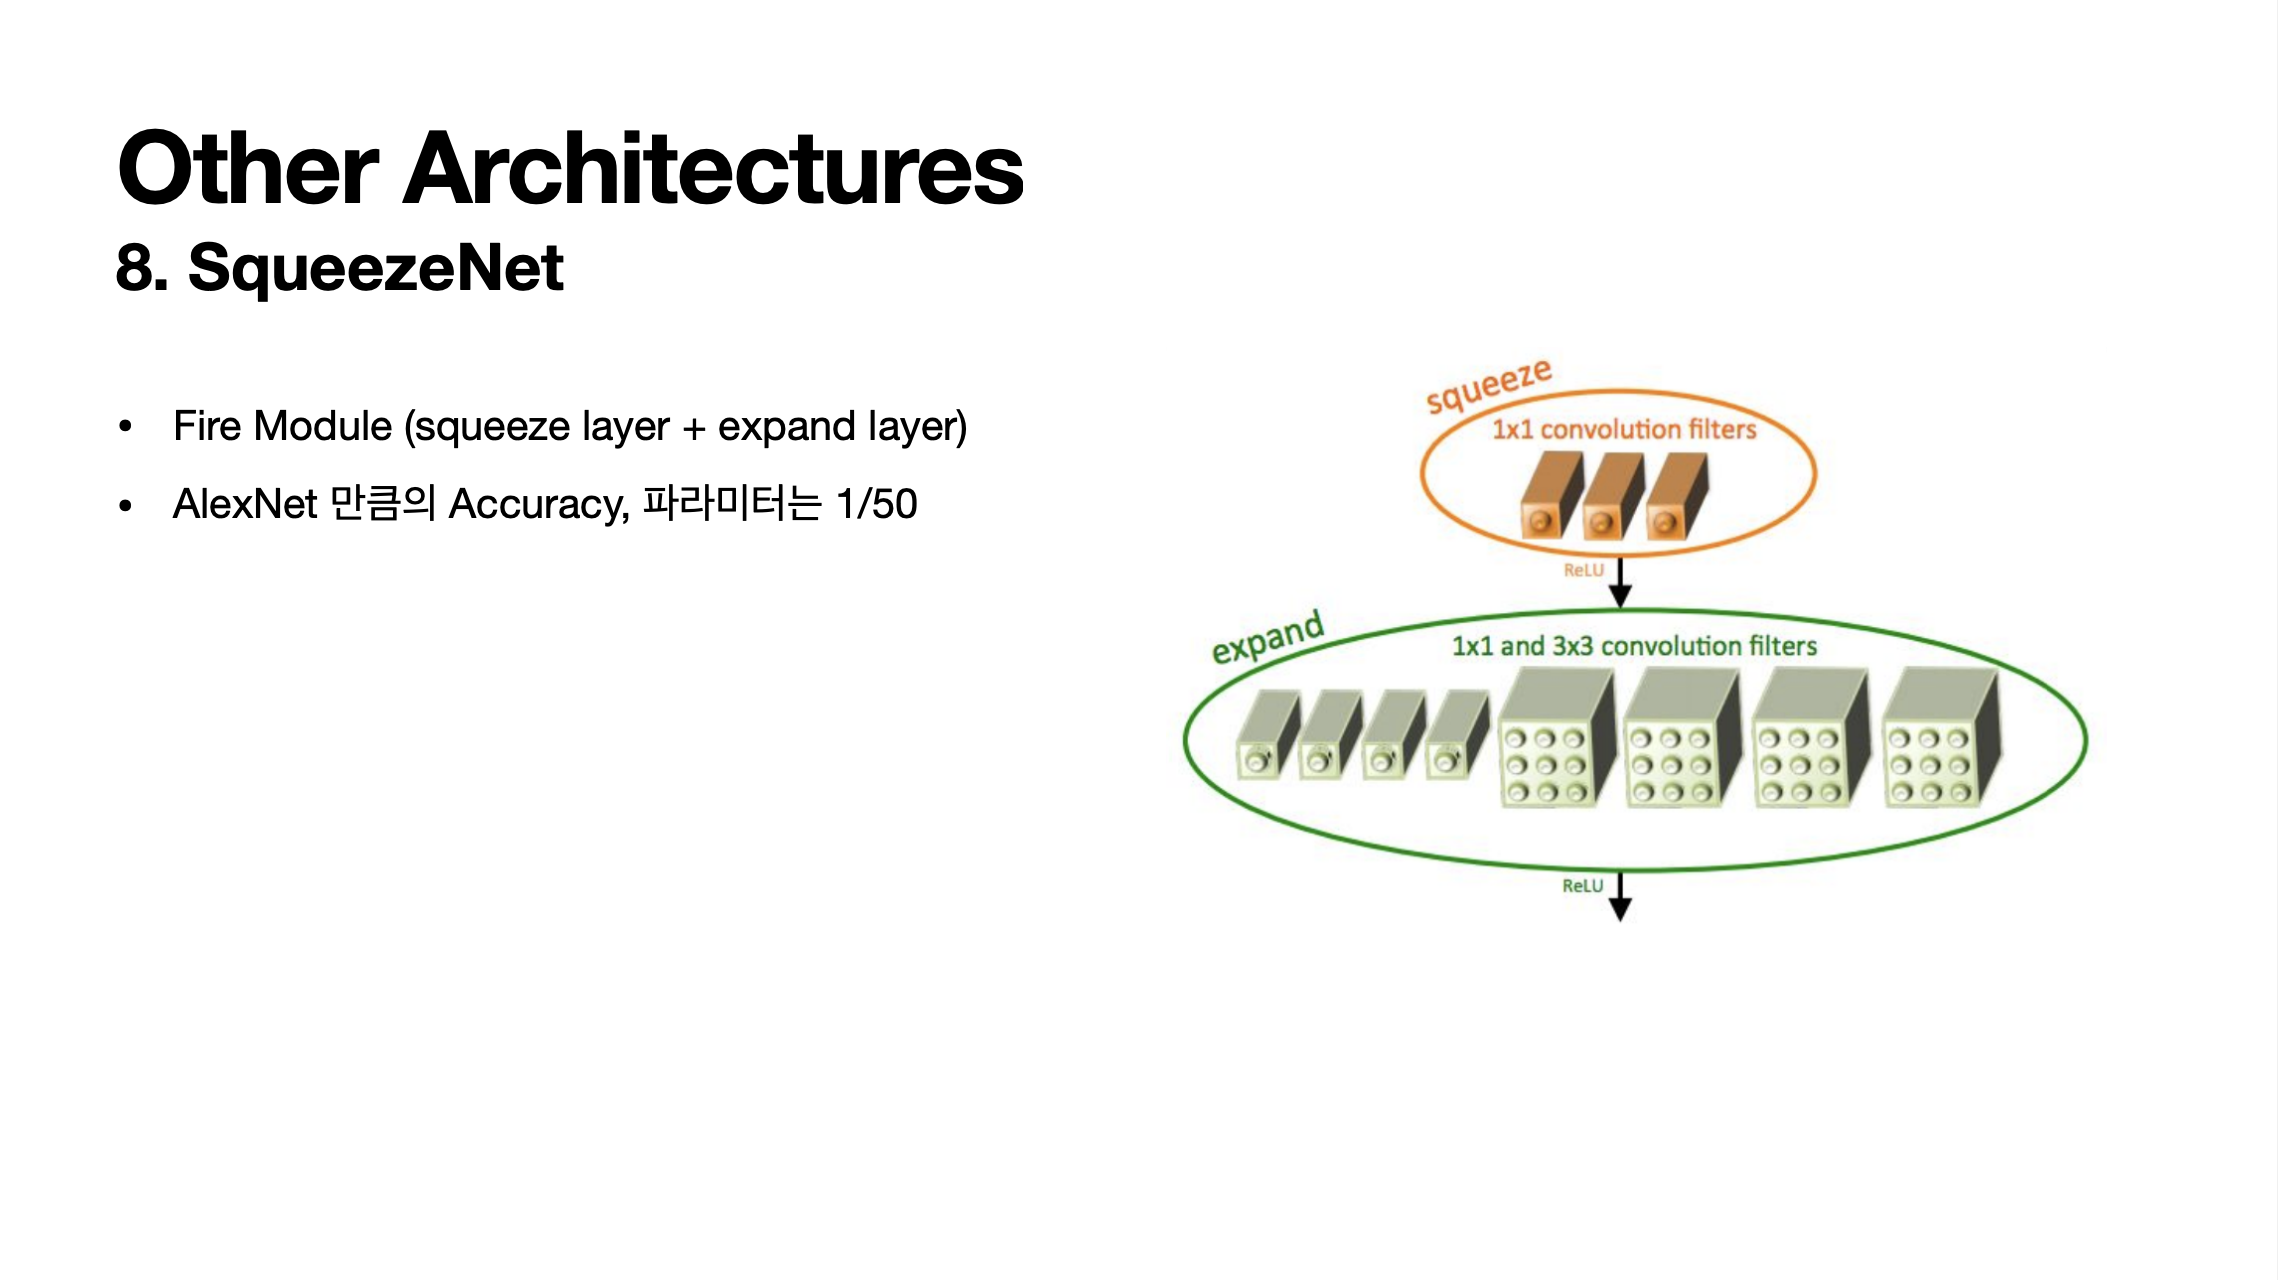 Other Architectures
8. SqueezeNet
• Fire Module (squeeze layer + expand layer)
• AlexNet 만큼의 Accuracy, 파라미터는 1/50
squeeze
1x1 convolution filters
ReLU
expand
1x1 and 3x3 convolution filters
ReLU